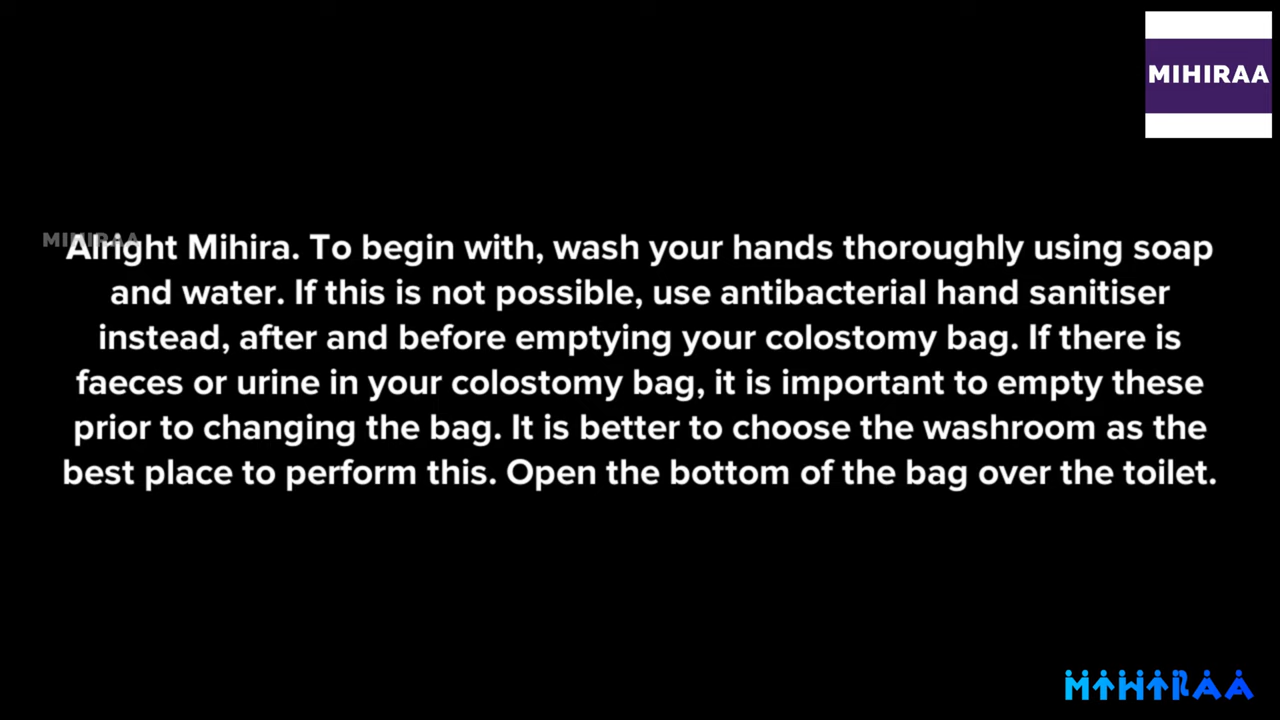 MIHIRAA
MIHIRAA
Alright Mihira. To begin with, wash your hands thoroughly using soap
and water. If this is not possible, use antibacterial hand sanitiser
instead, after and before emptying your colostomy bag. If there is
faeces or urine in your colostomy bag, it is important to empty these
prior to changing the bag. It is better to choose the washroom as the
best place to perform this. Open the bottom of the bag over the toilet.
MIHIRAA